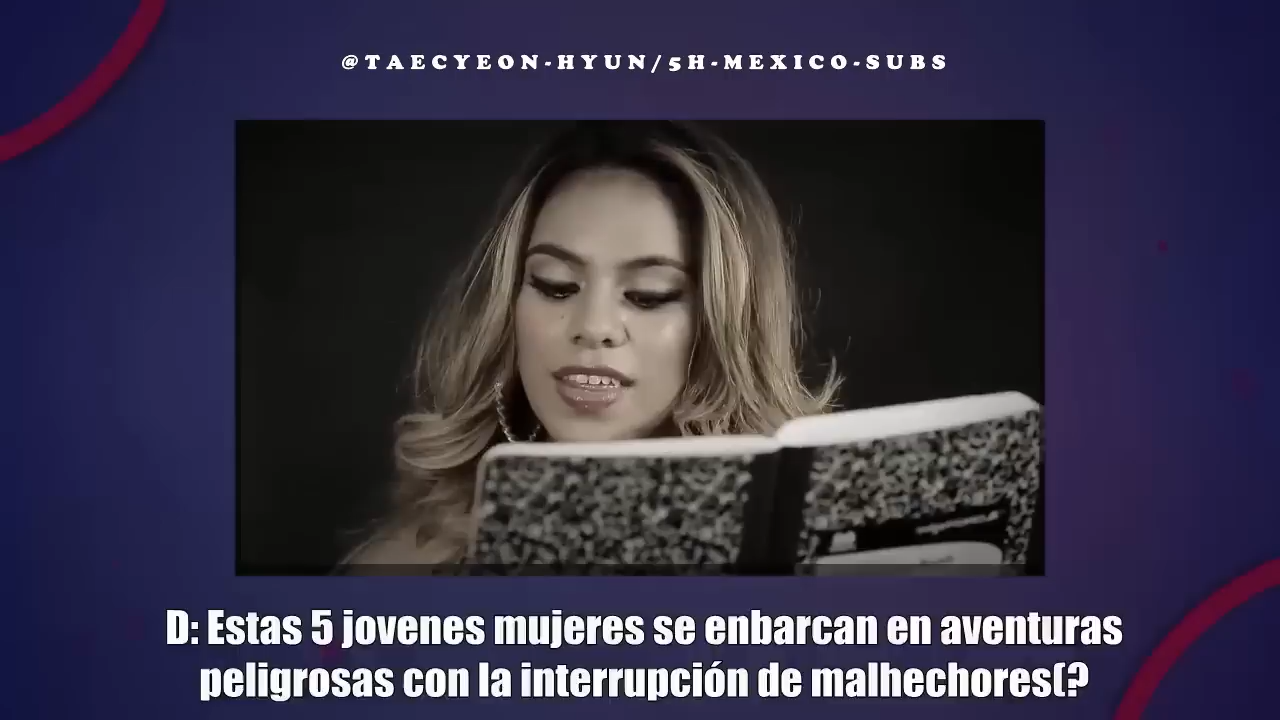 @TAECYEON-HYUN/5H-MEXICO-SUBS
D: Estas 5 jovenes mujeres se enbarcan en aventuras
peligrosas con la interrupción de malhechores(?